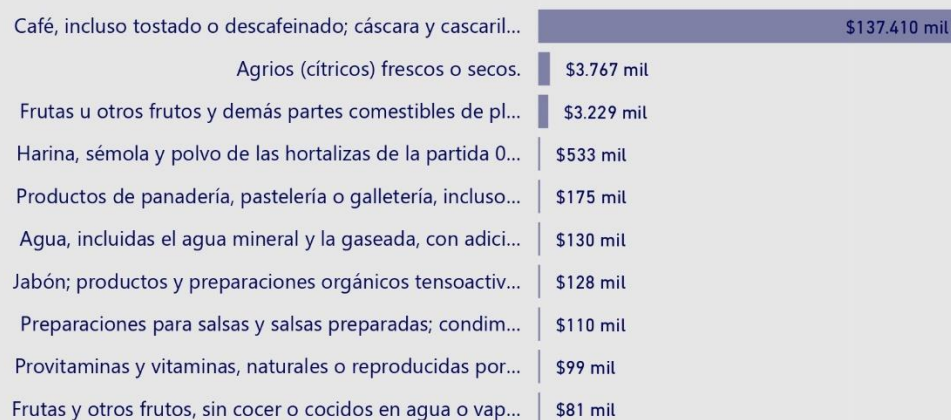 Café, incluso tostado o descafeinado; cáscara y cascaril... $137.410 mil
Agrios (cítricos) frescos o secos. $3.767 mil
Frutas u otros frutos y demás partes comestibles de pl... $3.229 mil
Harina, sémola y polvo de las hortalizas de la partida 0... $533 mil
Productos de panadería, pastelería o galletería, incluso... $175 mil
Agua, incluidas el agua mineral y la gaseada, con adici... $130 mil
Jabón; productos y preparaciones orgánicos tensoactiv... $128 mil
Preparaciones para salsas y salsas preparadas; condim... $110 mil
Provitaminas y vitaminas, naturales o reproducidas por... $99 mil
Frutas y otros frutos, sin cocer o cocidos en agua o vap... $81 mil